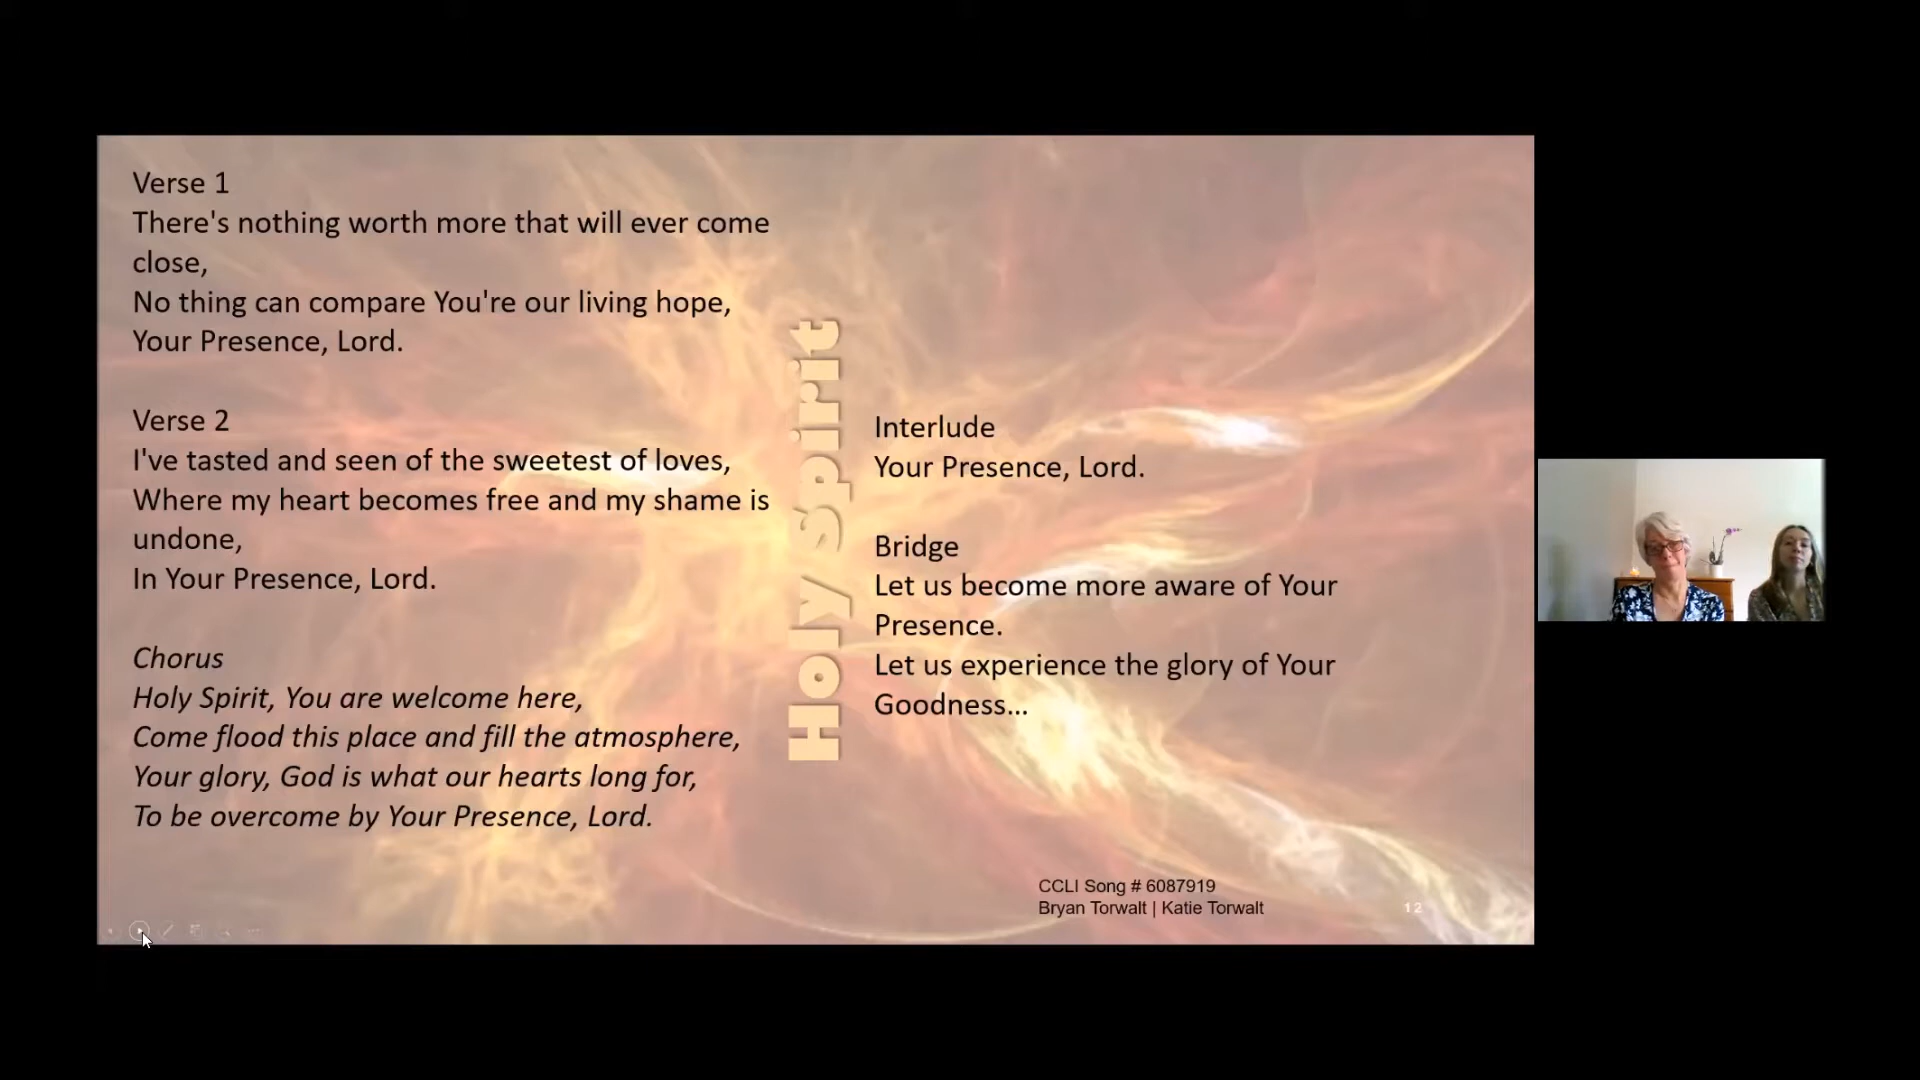 Verse 1
There's nothing worth more that will ever come
close,
No thing can compare You're our living hope,
Your Presence, Lord.
Verse 2
I've tasted and seen of the sweetest of loves,
Where my heart becomes free and my shame is
undone,
In Your Presence, Lord.
Chorus
Holy Spirit, You are welcome here,
Come flood this place and fill the atmosphere,
Your glory, God is what our hearts long for,
To be overcome by Your Presence, Lord.
Holy Spirit
Interlude
Your Presence, Lord.
Bridge
Let us become more aware of Your
Presence.
Let us experience the glory of Your
Goodness...
CCLI Song # 6087919
Bryan Torwalt | Katie Torwalt
12